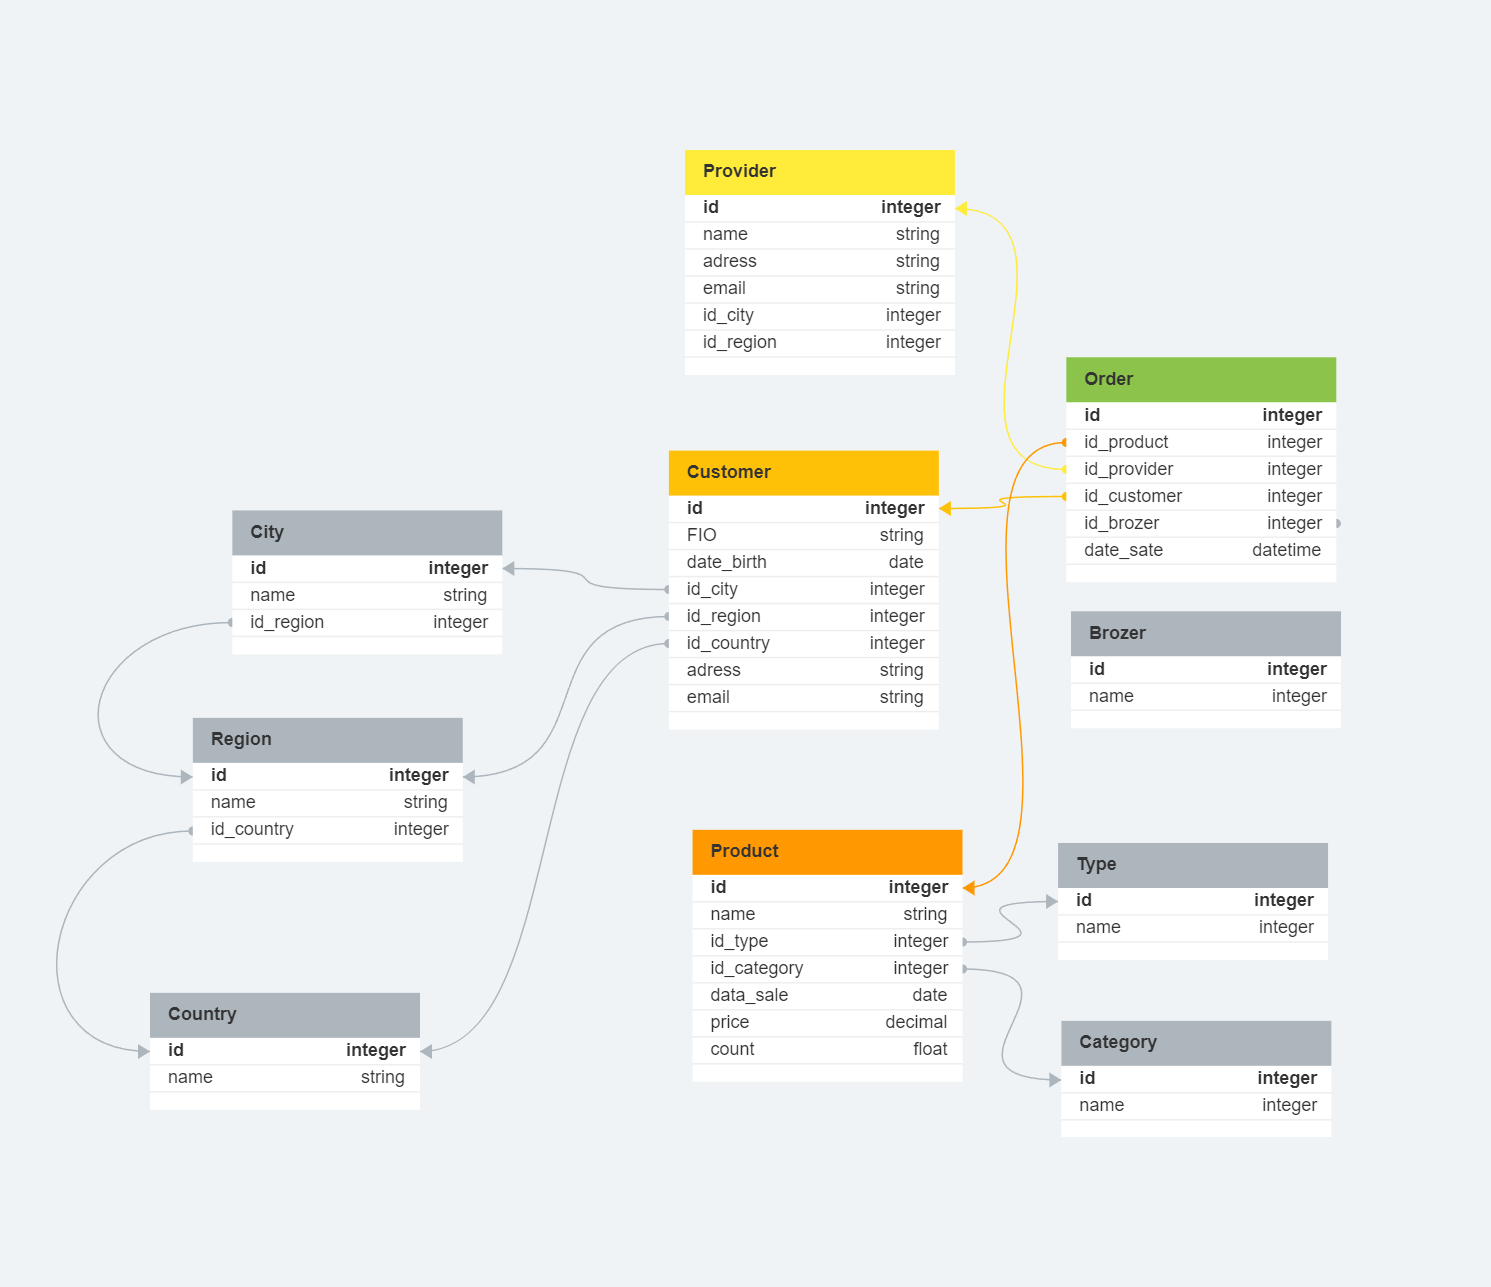 Provider
id integer
name string
adress string
email string
id_city integer
id_region integer
Order
id integer
id_product integer
id_provider integer
id_customer integer
id_brozer integer
date_sate datetime
Customer
id integer
FIO string
date_birth date
id_city integer
id_region integer
id_country integer
adress string
email string
City
id integer
name string
id_region integer
Brozer
id integer
name integer
Region
id integer
name string
id_country integer
Product
id integer
name string
id_type integer
id_category integer
data_sale date
price decimal
count float
Type
id integer
name integer
Country
id integer
name string
Category
id integer
name integer